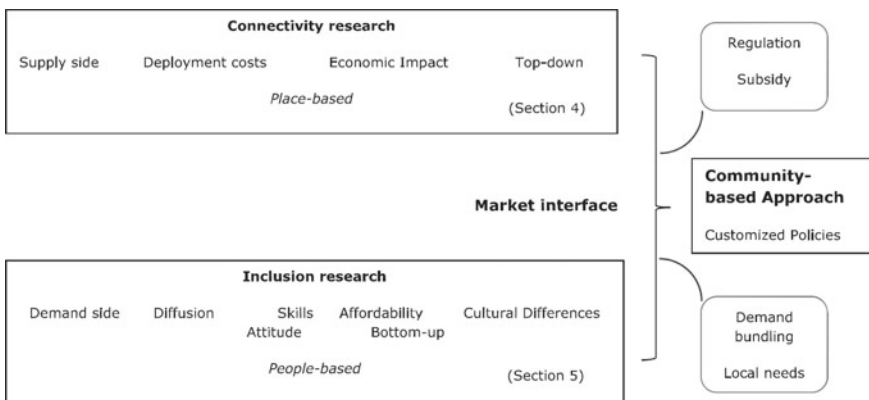 Connectivity research
Supply side Deployment costs Economic Impact Top-down
Place-based
(Section 4)
Regulation
Subsidy
Market interface
Community-
based Approach
Customized Policies
Inclusion research
Demand side Diffusion Skills Affordability Cultural Differences
Attitude Bottom-up
People-based
(Section 5)
Demand
bundling
Local needs